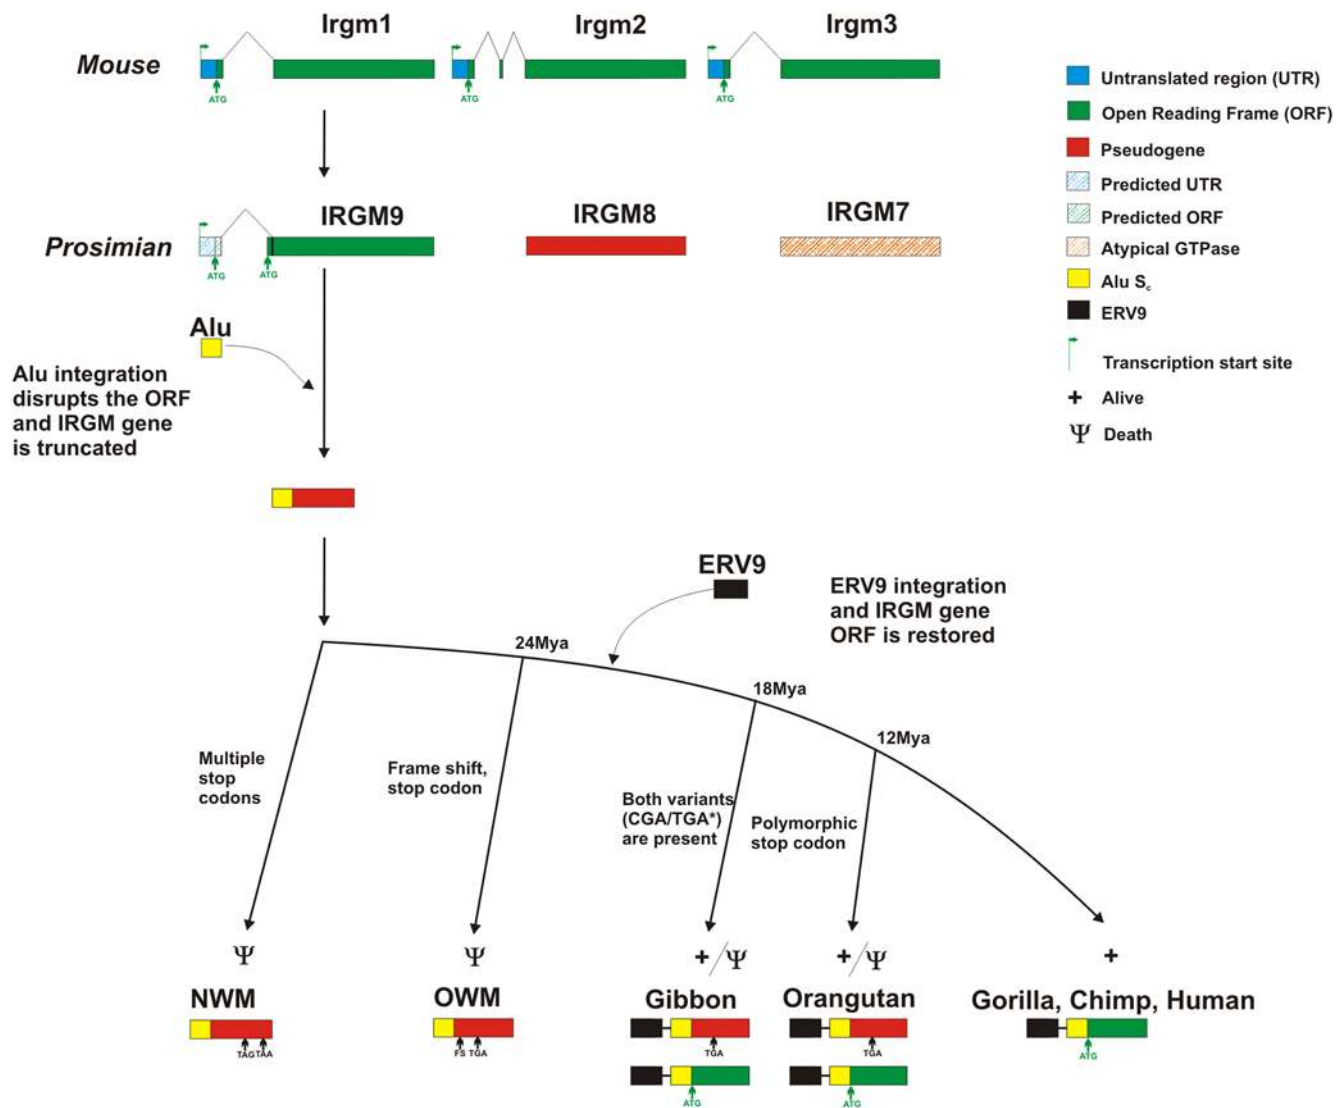 Irgm1
Irgm2
Irgm3
Mouse
ATG
ATG
ATG
Untranslated region (UTR)
Open Reading Frame (ORF)
Pseudogene
Predicted UTR
Predicted ORF
Atypical GTPase
Alu Sc
ERV9
Transcription start site
+ Alive
Ψ Death
IRGM9
IRGM8
IRGM7
Prosimian
ATG
ATG
Alu
Alu integration
disrupts the ORF
and IRGM gene
is truncated
ERV9
ERV9 integration
and IRGM gene
ORF is restored
24Mya
18Mya
12Mya
Multiple
stop
codons
Frame shift,
stop codon
Both variants
(CGA/TGA*)
are present
Polymorphic
stop codon
Ψ
Ψ
+/Ψ
+/Ψ
+
NWM
OWM
Gibbon
Orangutan
Gorilla, Chimp, Human
TAG TAA
FS TGA
TGA
TGA
ATG
ATG
ATG